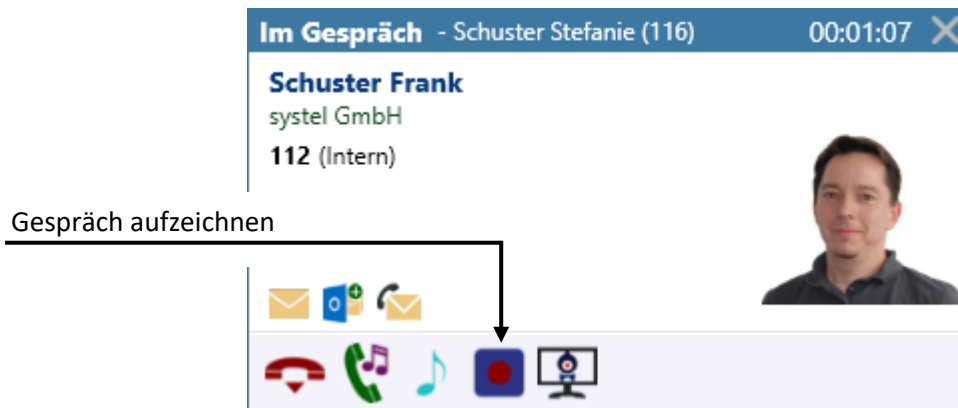 Im Gespräch - Schuster Stefanie (116) 00:01:07
Schuster Frank
systel GmbH
112 (Intern)
Gespräch aufzeichnen